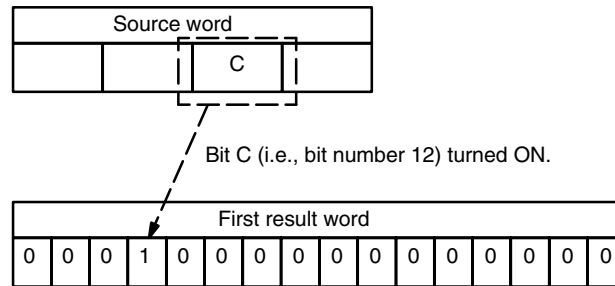 Source word
C
Bit C (i.e., bit number 12) turned ON.
First result word
0 0 0 1 0 0 0 0 0 0 0 0 0 0 0 0